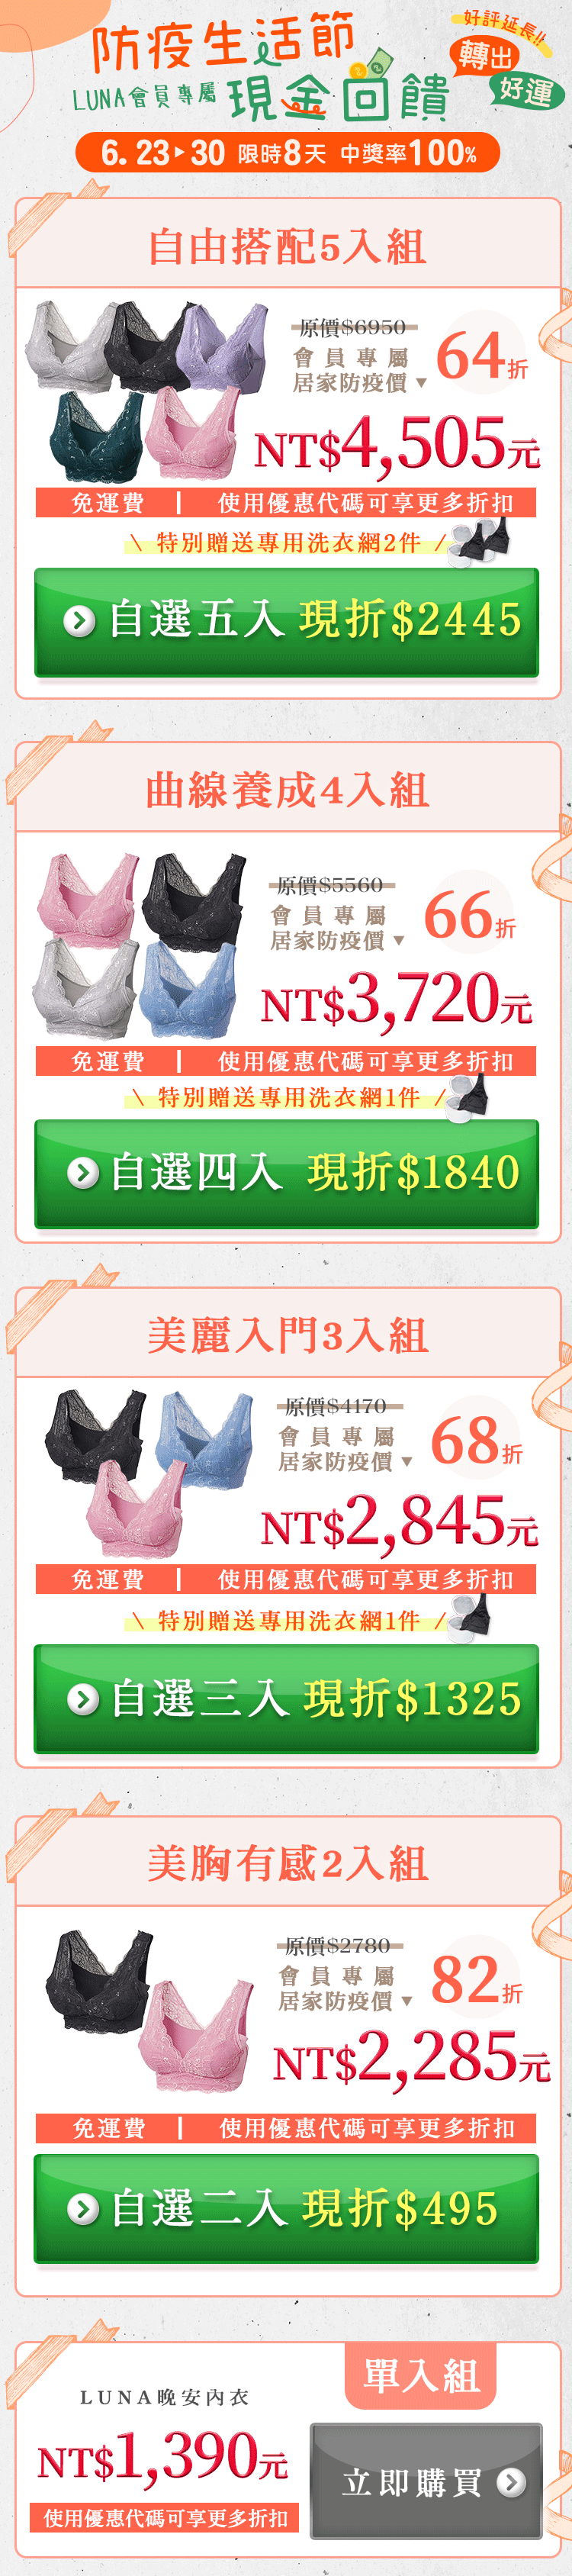 防疫生活節
好評延長!!
轉出
好運
LUNA會員專屬 現金回饋
6. 23▸30 限時8天 中獎率100%
自由搭配5入組
原價$6950
會員專屬
居家防疫價▼
64折
NT$4,505元
免運費 | 使用優惠代碼可享更多折扣
\ 特別贈送專用洗衣網2件 /
自選五入 現折$2445
曲線養成4入組
原價$5560
會員專屬
居家防疫價▼
66折
NT$3,720元
免運費 | 使用優惠代碼可享更多折扣
\ 特別贈送專用洗衣網1件 /
自選四入 現折$1840
美麗入門3入組
原價$4170
會員專屬
居家防疫價▼
68折
NT$2,845元
免運費 | 使用優惠代碼可享更多折扣
\ 特別贈送專用洗衣網1件 /
自選三入 現折$1325
美胸有感2入組
原價$2780
會員專屬
居家防疫價▼
82折
NT$2,285元
免運費 | 使用優惠代碼可享更多折扣
自選二入 現折$495
單入組
LUNA晚安內衣
NT$1,390元
使用優惠代碼可享更多折扣
立即購買